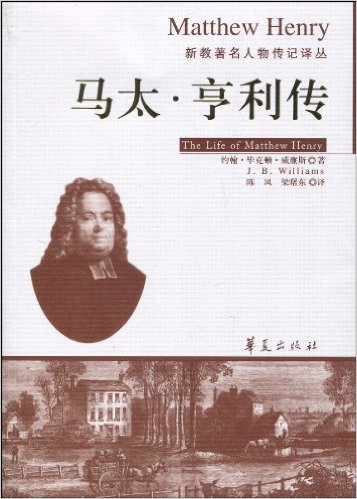 Matthew Henry
新教著名人物传记译丛
马太·亨利传
The Life of Matthew Henry
约翰·毕克顿·威廉斯◎著
J. B. Williams
陈凤 梁曙东◎译
华夏出版社